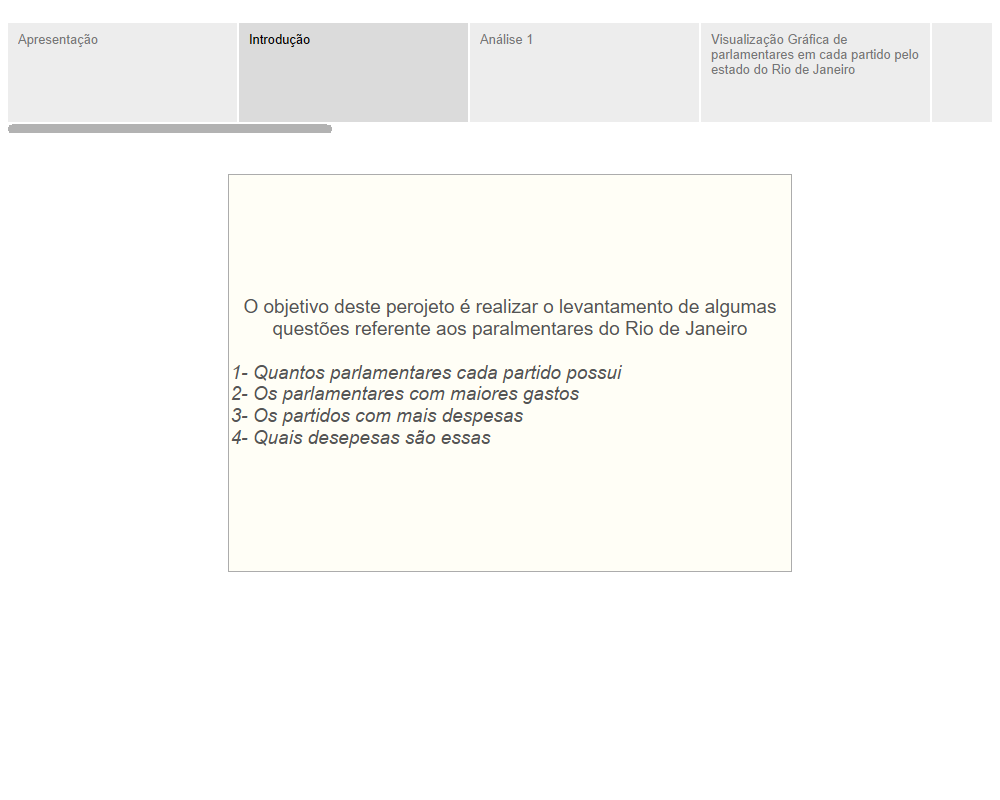 Apresentação
Introdução
Análise 1
Visualização Gráfica de
parlamentares em cada partido pelo
estado do Rio de Janeiro
O objetivo deste perojeto é realizar o levantamento de algumas
questões referente aos paralmentares do Rio de Janeiro
1- Quantos parlamentares cada partido possui
2- Os parlamentares com maiores gastos
3- Os partidos com mais despesas
4- Quais desepesas são essas